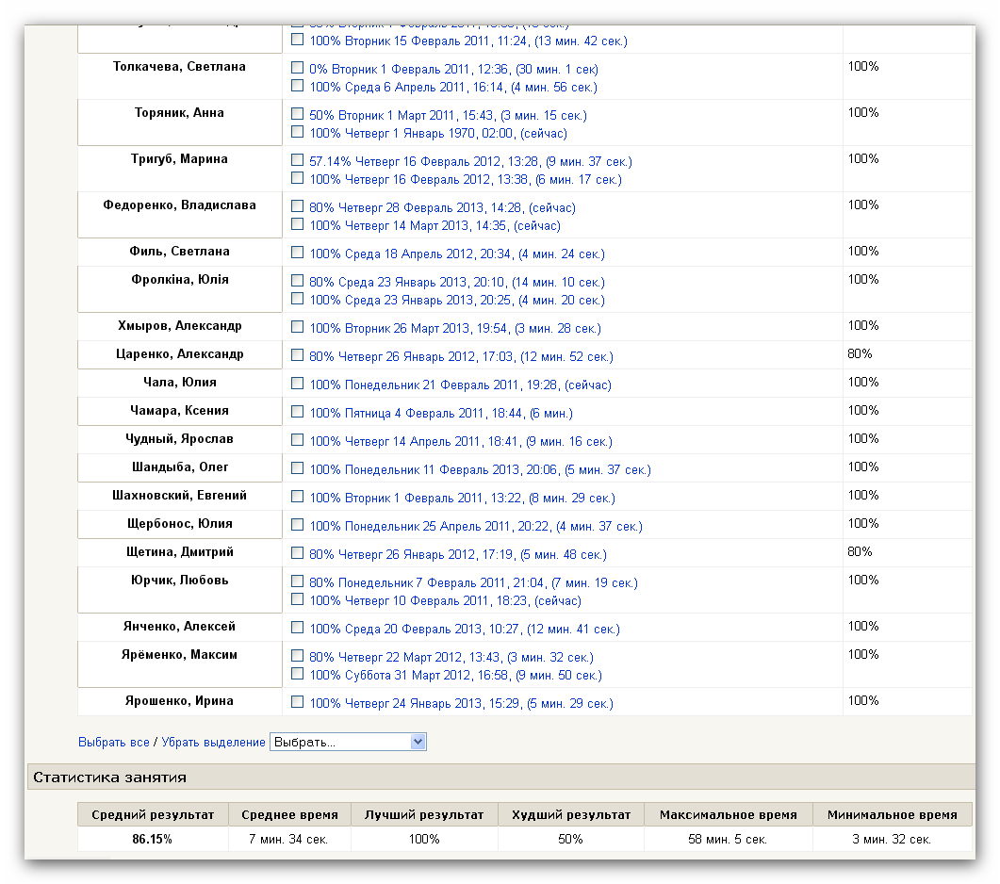 100% Вторник 15 Февраль 2011, 11:24, (13 мин. 42 сек.)
Толкачева, Светлана 0% Вторник 1 Февраль 2011, 12:36, (30 мин. 1 сек) 100%
100% Среда 6 Апрель 2011, 16:14, (4 мин. 56 сек.)
Торяник, Анна 50% Вторник 1 Март 2011, 15:43, (3 мин. 15 сек.) 100%
100% Четверг 1 Январь 1970, 02:00, (сейчас)
Тригуб, Марина 57.14% Четверг 16 Февраль 2012, 13:28, (9 мин. 37 сек.) 100%
100% Четверг 16 Февраль 2012, 13:38, (6 мин. 17 сек.)
Федоренко, Владислава 80% Четверг 28 Февраль 2013, 14:28, (сейчас) 100%
100% Четверг 14 Март 2013, 14:35, (сейчас)
Филь, Светлана 100% Среда 18 Апрель 2012, 20:34, (4 мин. 24 сек.) 100%
Фролкіна, Юлія 80% Среда 23 Январь 2013, 20:10, (14 мин. 10 сек.) 100%
100% Среда 23 Январь 2013, 20:25, (4 мин. 20 сек.)
Хмыров, Александр 100% Вторник 26 Март 2013, 19:54, (3 мин. 28 сек.) 100%
Царенко, Александр 80% Четверг 26 Январь 2012, 17:03, (12 мин. 52 сек.) 80%
Чала, Юлия 100% Понедельник 21 Февраль 2011, 19:28, (сейчас) 100%
Чамара, Ксения 100% Пятница 4 Февраль 2011, 18:44, (6 мин.) 100%
Чудный, Ярослав 100% Четверг 14 Апрель 2011, 18:41, (9 мин. 16 сек.) 100%
Шандыба, Олег 100% Понедельник 11 Февраль 2013, 20:06, (5 мин. 37 сек.) 100%
Шахновский, Евгений 100% Вторник 1 Февраль 2011, 13:22, (8 мин. 29 сек.) 100%
Щербонос, Юлия 100% Понедельник 25 Апрель 2011, 20:22, (4 мин. 37 сек.) 100%
Щетина, Дмитрий 80% Четверг 26 Январь 2012, 17:19, (5 мин. 48 сек.) 80%
Юрчик, Любовь 80% Понедельник 7 Февраль 2011, 21:04, (7 мин. 19 сек.) 100%
100% Четверг 10 Февраль 2011, 18:23, (сейчас)
Янченко, Алексей 100% Среда 20 Февраль 2013, 10:27, (12 мин. 41 сек.) 100%
Ярёменко, Максим 80% Четверг 22 Март 2012, 13:43, (3 мин. 32 сек.) 100%
100% Суббота 31 Март 2012, 16:58, (9 мин. 50 сек.)
Ярошенко, Ирина 100% Четверг 24 Январь 2013, 15:29, (5 мин. 29 сек.) 100%
Выбрать все / Убрать выделение Выбрать...
Статистика занятия
Средний результат Среднее время Лучший результат Худший результат Максимальное время Минимальное время
86.15% 7 мин. 34 сек. 100% 50% 58 мин. 5 сек. 3 мин. 32 сек.